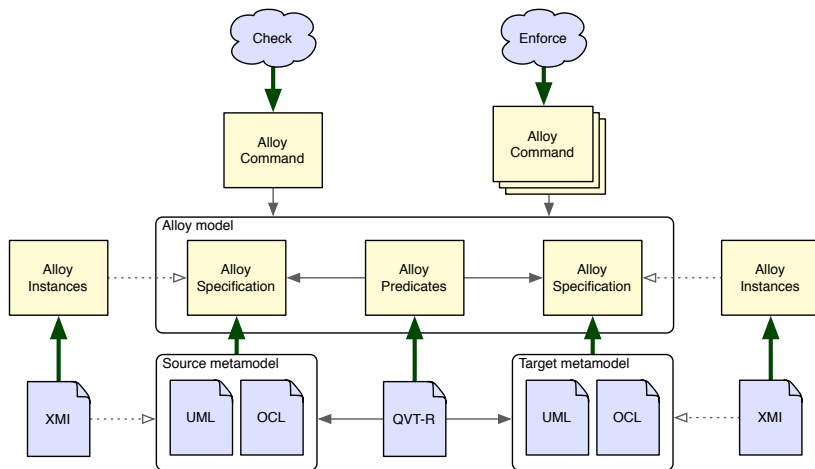 Check
Enforce
Alloy
Command
Alloy
Command
Alloy model
Alloy
Instances
Alloy
Specification
Alloy
Predicates
Alloy
Specification
Alloy
Instances
Source metamodel
Target metamodel
XMI
UML
OCL
QVT-R
UML
OCL
XMI